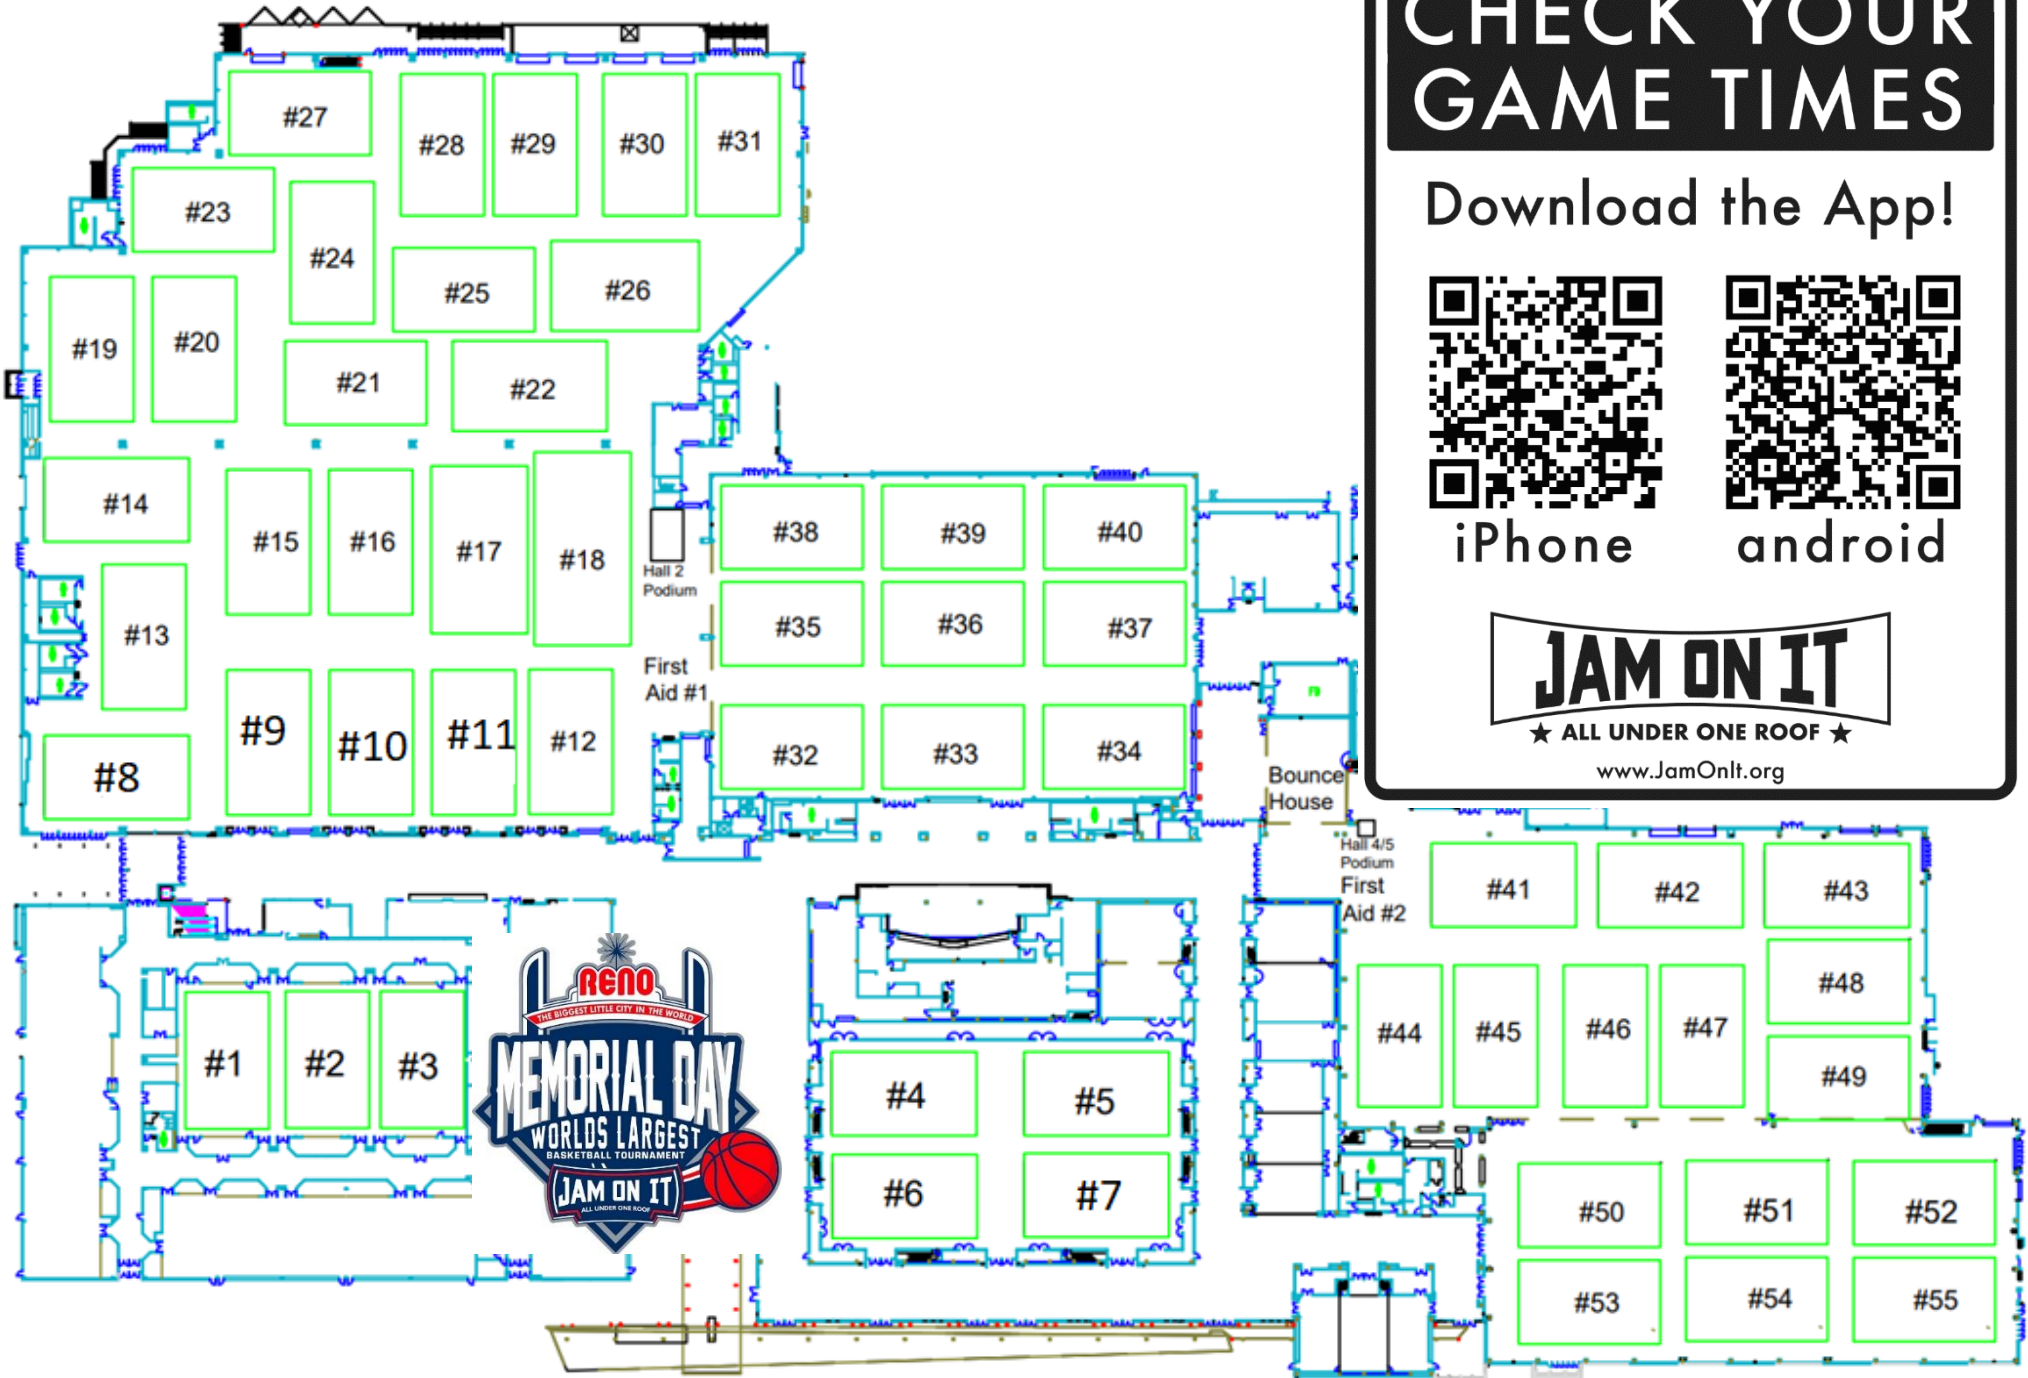 #27
#28
#29
#30
#31
#23
#24
#25
#26
#19
#20
#21
#22
#14
#15
#16
#17
#18
Hall 2
Podium
#13
First
Aid #1
#9
#10
#11
#12
#8
#38
#39
#40
#35
#36
#37
#32
#33
#34
Bounce
House
CHECK YOUR
GAME TIMES
Download the App!
iPhone
android
JAM ON IT
★ ALL UNDER ONE ROOF ★
www.JamOnIt.org
Hall 4/5
Podium
First
Aid #2
#41
#42
#43
#44
#45
#46
#47
#48
#49
#50
#51
#52
#53
#54
#55
#1
#2
#3
RENO
THE BIGGEST LITTLE CITY IN THE WORLD
MEMORIAL DAY
WORLDS LARGEST
BASKETBALL TOURNAMENT
JAM ON IT
ALL UNDER ONE ROOF
#4
#5
#6
#7